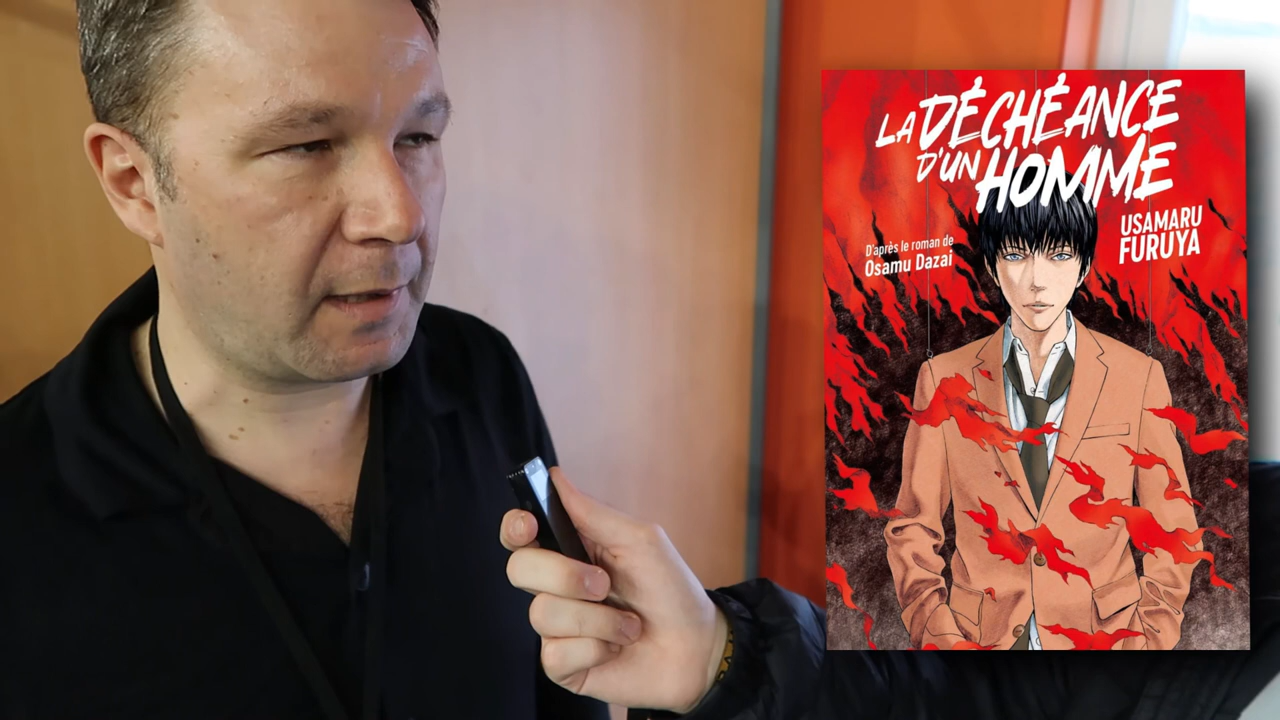 LA DÉCHÉANCE
D'UN HOMME
USAMARU
FURUYA
D'après le roman de
Osamu Dazai